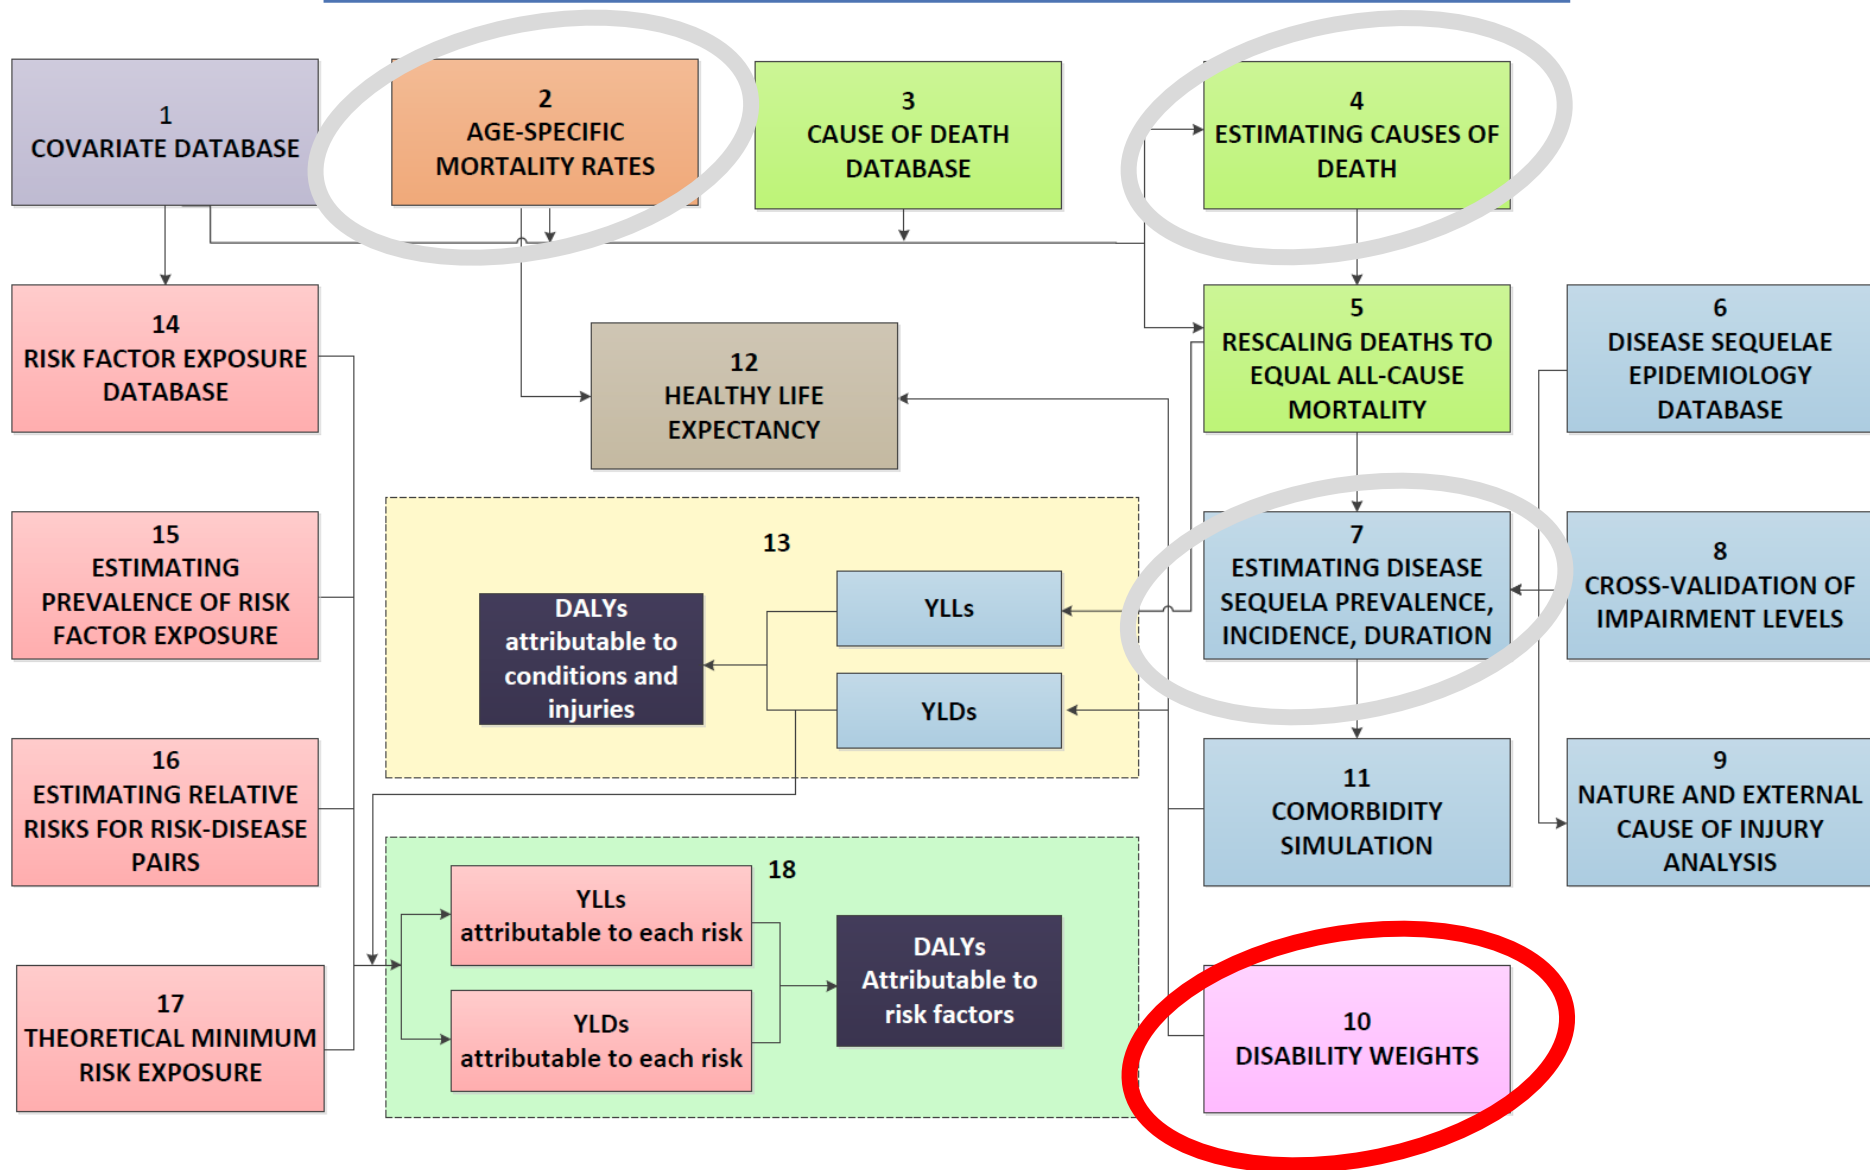 1
COVARIATE DATABASE
2
AGE-SPECIFIC
MORTALITY RATES
3
CAUSE OF DEATH
DATABASE
4
ESTIMATING CAUSES OF
DEATH
14
RISK FACTOR EXPOSURE
DATABASE
12
HEALTHY LIFE
EXPECTANCY
5
RESCALING DEATHS TO
EQUAL ALL-CAUSE
MORTALITY
6
DISEASE SEQUELAE
EPIDEMIOLOGY
DATABASE
15
ESTIMATING
PREVALENCE OF RISK
FACTOR EXPOSURE
13
DALYs
attributable to
conditions and
injuries
YLLs
YLDs
7
ESTIMATING DISEASE
SEQUELA PREVALENCE,
INCIDENCE, DURATION
8
CROSS-VALIDATION OF
IMPAIRMENT LEVELS
16
ESTIMATING RELATIVE
RISKS FOR RISK-DISEASE
PAIRS
11
COMORBIDITY
SIMULATION
9
NATURE AND EXTERNAL
CAUSE OF INJURY
ANALYSIS
18
YLLs
attributable to each risk
YLDs
attributable to each risk
DALYs
Attributable to
risk factors
17
THEORETICAL MINIMUM
RISK EXPOSURE
10
DISABILITY WEIGHTS